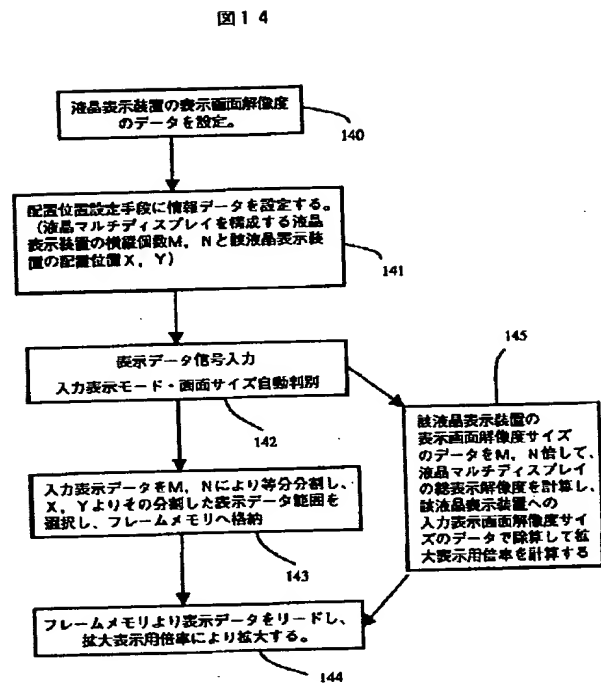 図14
液晶表示装置の表示画面解像度
のデータを設定。
140
配置位置設定手段に情報データを設定する。
(液晶マルチディスプレイを構成する液晶
表示装置の横縦個数M，Nと該液晶表示装
置の配置位置X，Y)
141
表示データ信号入力
入力表示モード・画面サイズ自動判別
142
145
該液晶表示装置の
表示画面解像度サイズ
のデータをM，N倍して、
液晶マルチディスプレイ
の総表示解像度を計算し、
該液晶表示装置への
入力表示画面解像度サイ
ズのデータで除算して拡
大表示用倍率を計算する
入力表示データをM，Nにより等分分割し、
X，Yよりその分割した表示データ範囲を
選択し、フレームメモリへ格納
143
フレームメモリより表示データをリードし、
拡大表示用倍率により拡大する。
144